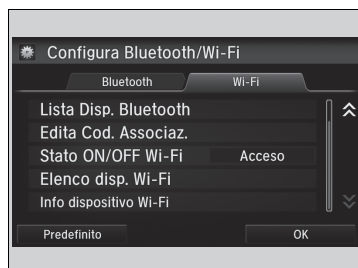 Configura Bluetooth/Wi-Fi
Bluetooth
Wi-Fi
Lista Disp. Bluetooth
Edita Cod. Associaz.
Stato ON/OFF Wi-Fi Acceso
Elenco disp. Wi-Fi
Info dispositivo Wi-Fi
Predefinito
OK